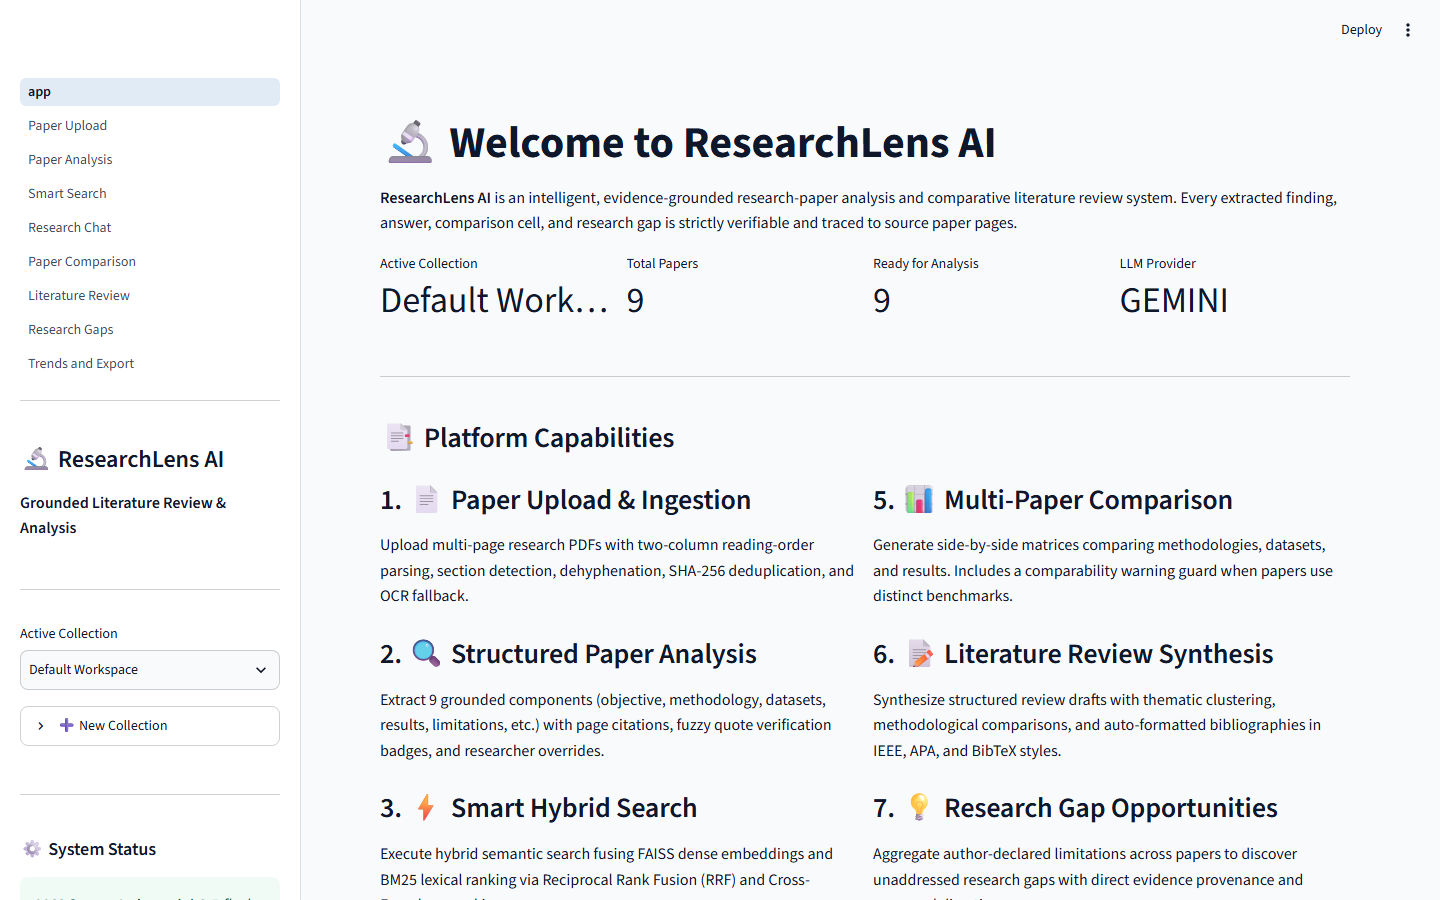 Deploy
app
Paper Upload
Paper Analysis
Smart Search
Research Chat
Paper Comparison
Literature Review
Research Gaps
Trends and Export
ResearchLens AI
Grounded Literature Review &
Analysis
Active Collection
Default Workspace
New Collection
System Status
Welcome to ResearchLens AI
ResearchLens AI is an intelligent, evidence-grounded research-paper analysis and comparative literature review system. Every extracted finding,
answer, comparison cell, and research gap is strictly verifiable and traced to source paper pages.
Active Collection
Default Work…
Total Papers
9
Ready for Analysis
9
LLM Provider
GEMINI
Platform Capabilities
1. Paper Upload & Ingestion
Upload multi-page research PDFs with two-column reading-order
parsing, section detection, dehyphenation, SHA-256 deduplication, and
OCR fallback.
2. Structured Paper Analysis
Extract 9 grounded components (objective, methodology, datasets,
results, limitations, etc.) with page citations, fuzzy quote verification
badges, and researcher overrides.
3. Smart Hybrid Search
Execute hybrid semantic search fusing FAISS dense embeddings and
BM25 lexical ranking via Reciprocal Rank Fusion (RRF) and Cross-
5. Multi-Paper Comparison
Generate side-by-side matrices comparing methodologies, datasets,
and results. Includes a comparability warning guard when papers use
distinct benchmarks.
6. Literature Review Synthesis
Synthesize structured review drafts with thematic clustering,
methodological comparisons, and auto-formatted bibliographies in
IEEE, APA, and BibTeX styles.
7. Research Gap Opportunities
Aggregate author-declared limitations across papers to discover
unaddressed research gaps with direct evidence provenance and